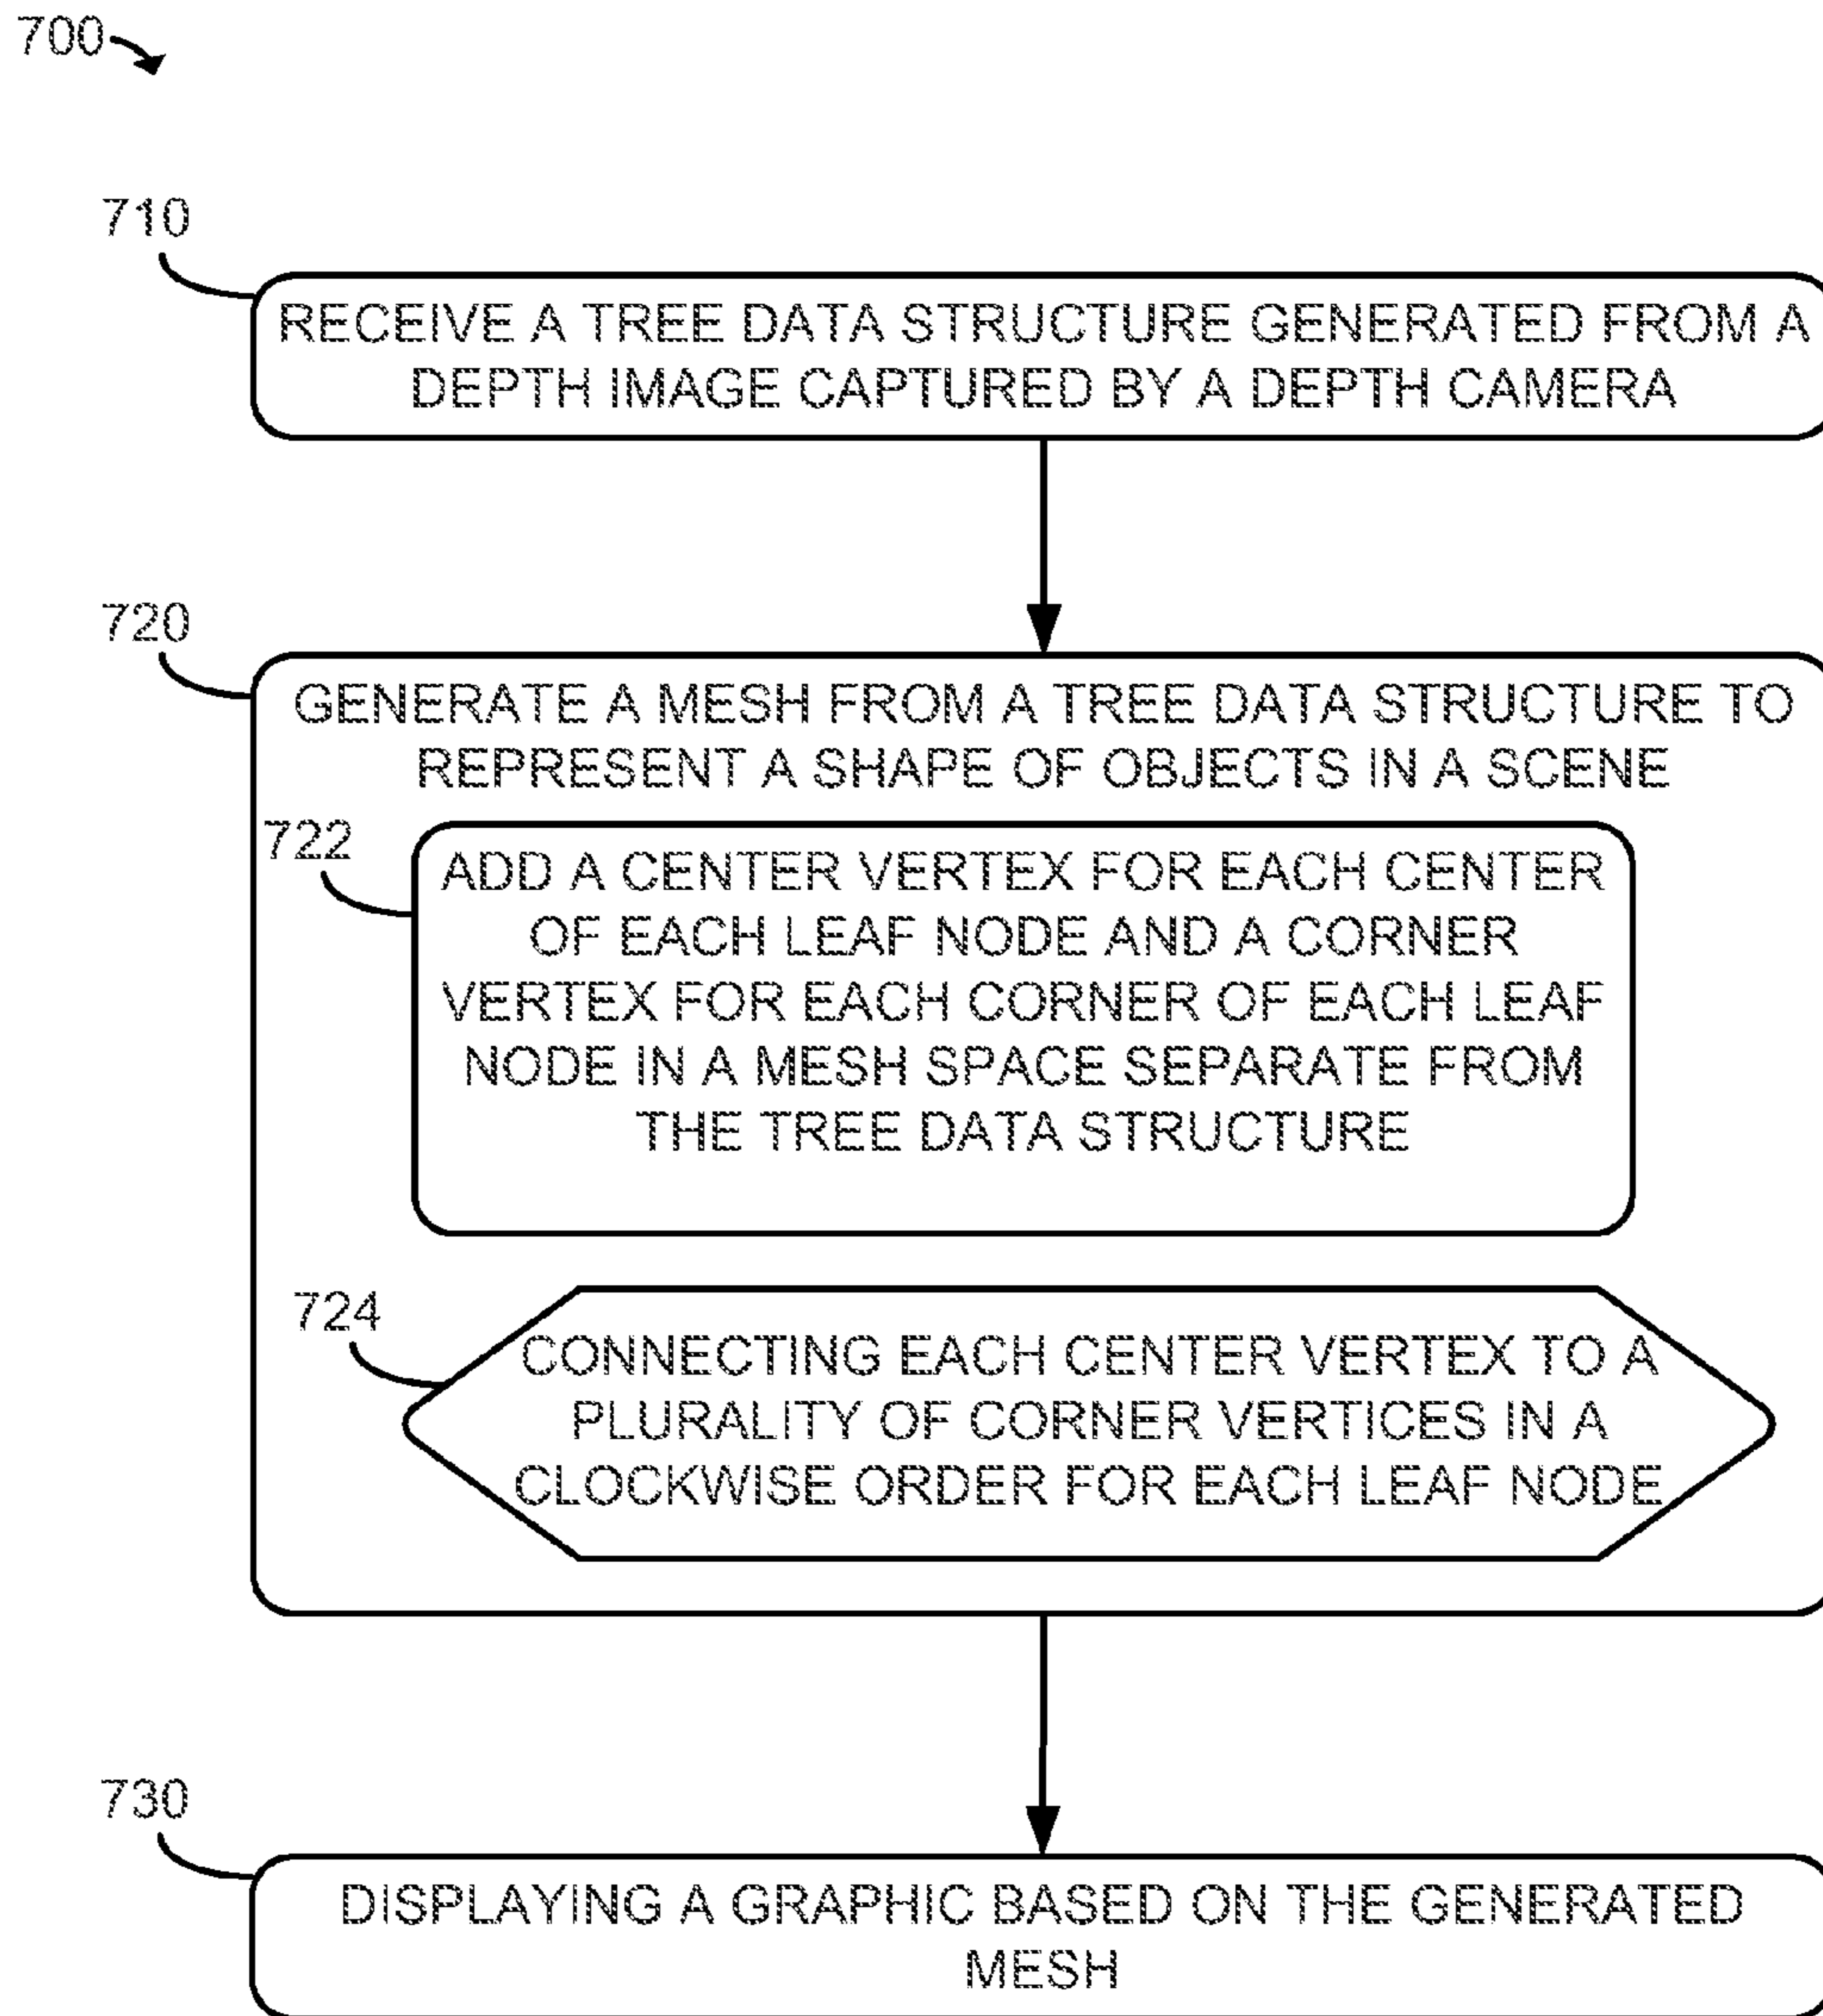 700
710
RECEIVE A TREE DATA STRUCTURE GENERATED FROM A
DEPTH IMAGE CAPTURED BY A DEPTH CAMERA
720
GENERATE A MESH FROM A TREE DATA STRUCTURE TO
REPRESENT A SHAPE OF OBJECTS IN A SCENE
722
ADD A CENTER VERTEX FOR EACH CENTER
OF EACH LEAF NODE AND A CORNER
VERTEX FOR EACH CORNER OF EACH LEAF
NODE IN A MESH SPACE SEPARATE FROM
THE TREE DATA STRUCTURE
724
CONNECTING EACH CENTER VERTEX TO A
PLURALITY OF CORNER VERTICES IN A
CLOCKWISE ORDER FOR EACH LEAF NODE
730
DISPLAYING A GRAPHIC BASED ON THE GENERATED
MESH